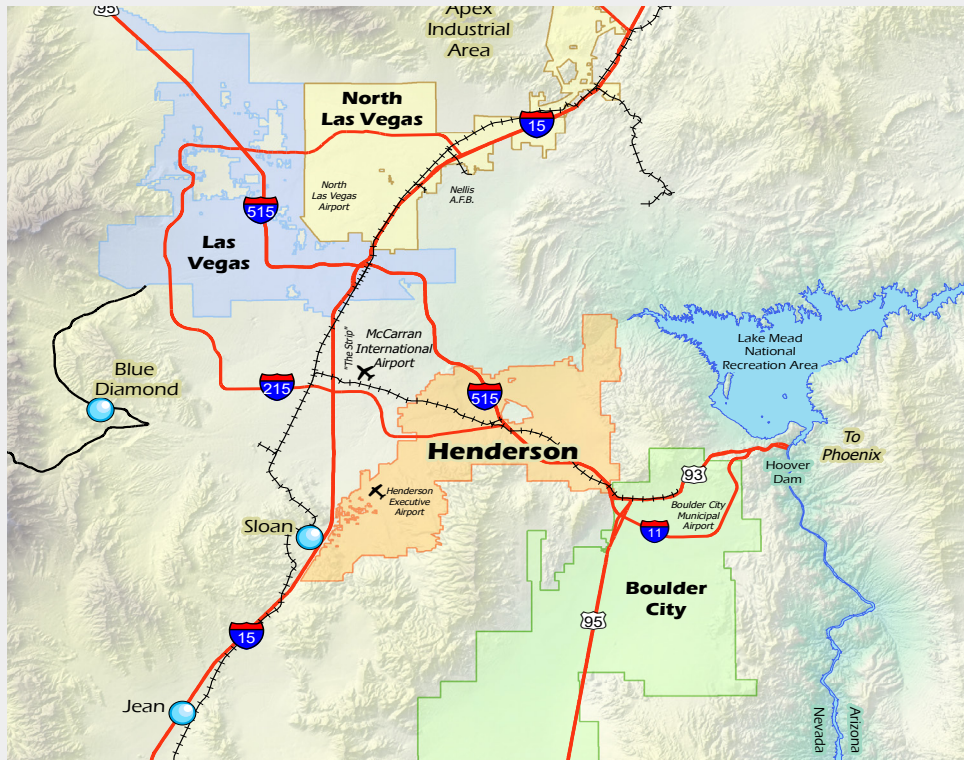 95
Apex
Industrial
Area
North
Las Vegas
15
North
Las Vegas
Airport
Nellis
A.F.B.
515
Las
Vegas
"The Strip"
McCarran
International
Airport
Lake Mead
National
Recreation Area
Blue
Diamond
215
515
Henderson
To
Phoenix
Hoover
Dam
93
Henderson
Executive
Airport
Boulder City
Municipal
Airport
Sloan
11
Boulder
City
95
15
Jean
Nevada
Arizona